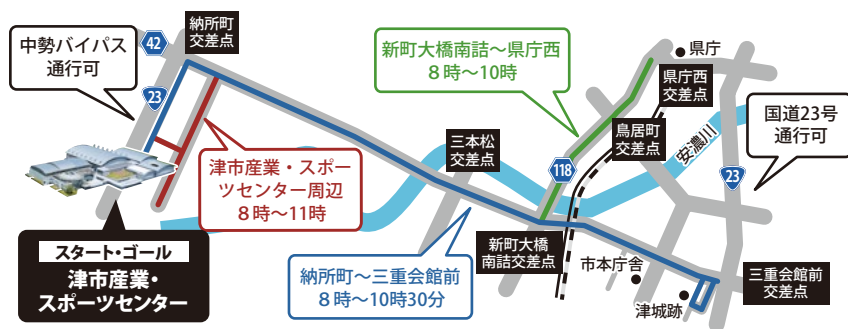 納所町
交差点
42
中勢バイパス
通行可
23
新町大橋南詰～県庁西
8時～10時
県庁
県庁西
交差点
鳥居町
交差点
安濃川
国道23号
通行可
23
三本松
交差点
118
津市産業・スポー
ツセンター周辺
8時～11時
スタート・ゴール
津市産業・
スポーツセンター
納所町～三重会館前
8時～10時30分
新町大橋
南詰交差点
市本庁舎
津城跡
三重会館前
交差点